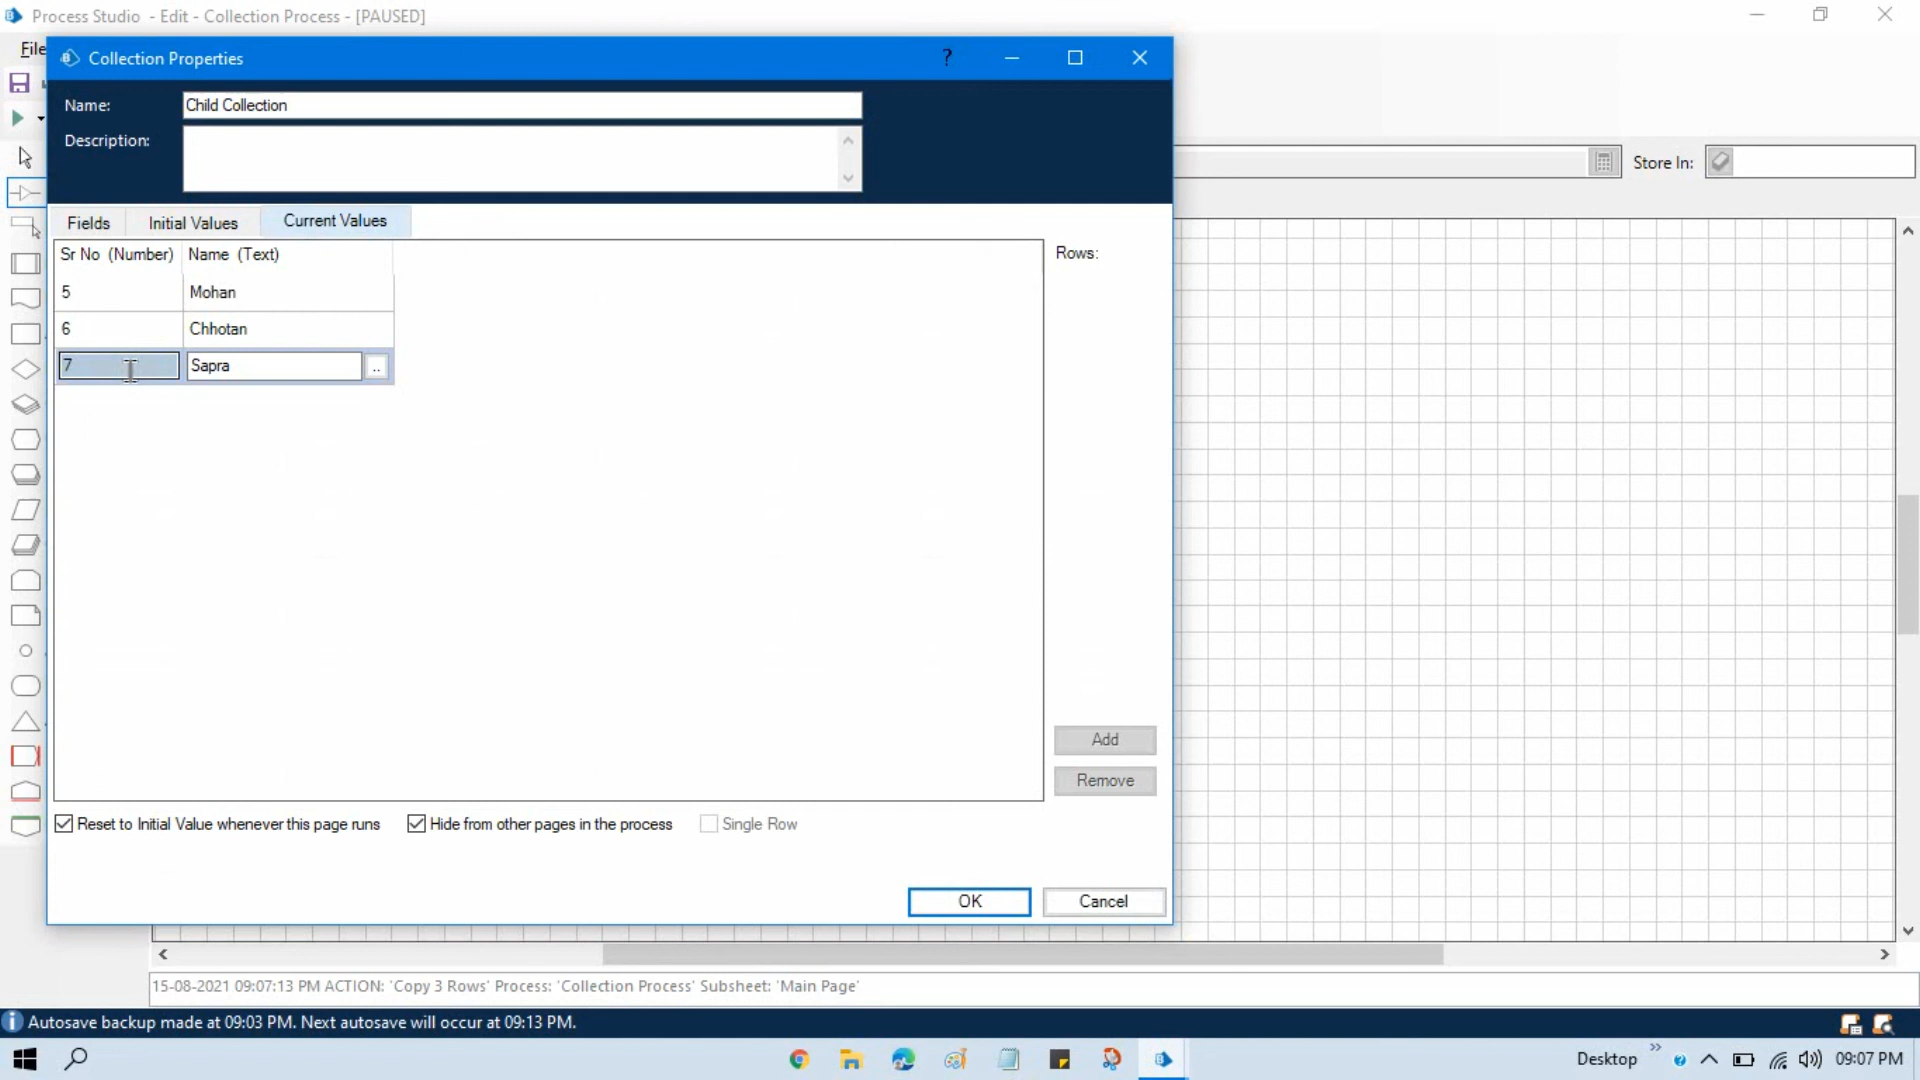 Process Studio - Edit - Collection Process - [PAUSED]
File
Collection Properties
?
Name: Child Collection
Description:
Store In:
Fields Initial Values Current Values
Sr No (Number) Name (Text)
Rows:
5 Mohan
6 Chhotan
7 Sapra ..
Add
Remove
Reset to Initial Value whenever this page runs Hide from other pages in the process Single Row
OK Cancel
15-08-2021 09:07:13 PM ACTION: 'Copy 3 Rows' Process: 'Collection Process' Subsheet: 'Main Page'
Autosave backup made at 09:03 PM. Next autosave will occur at 09:13 PM.
Desktop 09:07 PM